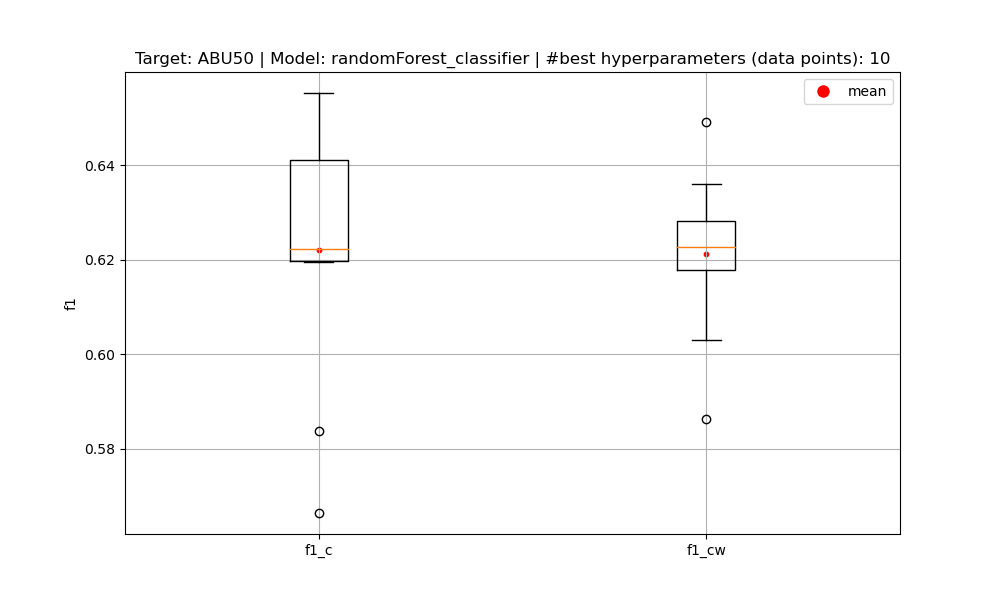 Target: ABU50 | Model: randomForest_classifier | #best hyperparameters (data points): 10
mean
0.64
0.62
0.60
0.58
f1
f1_c
f1_cw